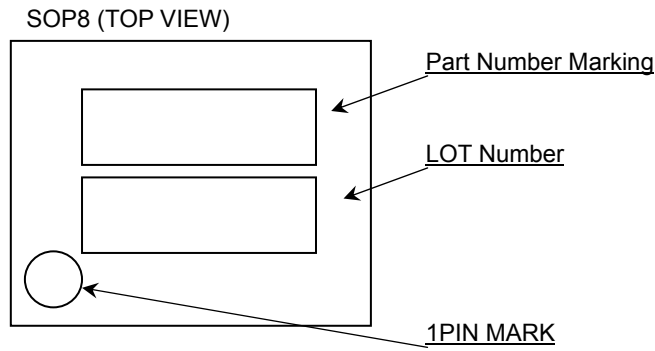 SOP8 (TOP VIEW)
Part Number Marking
LOT Number
1PIN MARK